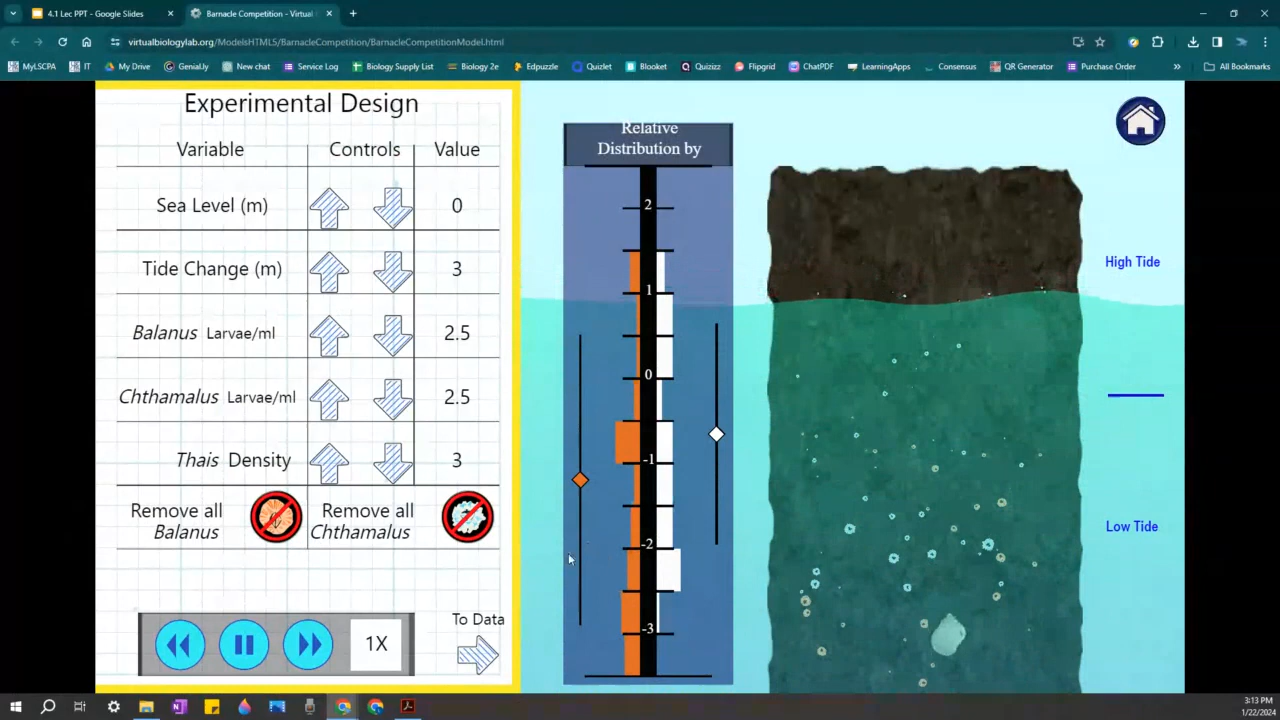 4.1 Lec PPT - Google Slides
Barnacle Competition - Virtual
virtualbiologylab.org/ModelsHTML5/BarnacleCompetition/BarnacleCompetitionModel.html
MyLSCPA
IT
My Drive
Genial.ly
New chat
Service Log
Biology Supply List
Biology 2e
Edpuzzle
Quizlet
Blooket
Quizizz
Flipgrid
ChatPDF
LearningApps
Consensus
QR Generator
Purchase Order
»
All Bookmarks
Experimental Design
Variable Controls Value
Sea Level (m) 0
Tide Change (m) 3
Balanus Larvae/ml 2.5
Chthamalus Larvae/ml 2.5
Thais Density 3
Remove all Balanus
Remove all Chthamalus
1X
To Data
Relative
Distribution by
2
1
0
-1
-2
-3
High Tide
Low Tide
3:13 PM
1/22/2024